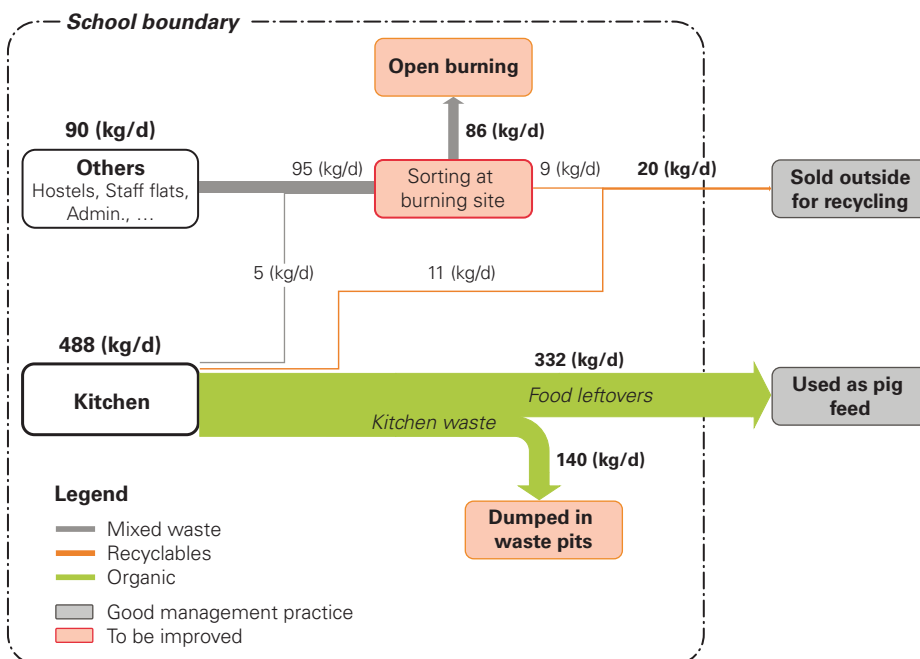 School boundary
Open burning
90 (kg/d)
86 (kg/d)
Others
Hostels, Staff flats,
Admin., …
95 (kg/d)
Sorting at
burning site
9 (kg/d)
20 (kg/d)
Sold outside
for recycling
5 (kg/d)
11 (kg/d)
488 (kg/d)
332 (kg/d)
Kitchen
Food leftovers
Used as pig
feed
Kitchen waste
140 (kg/d)
Dumped in
waste pits
Legend
Mixed waste
Recyclables
Organic
Good management practice
To be improved